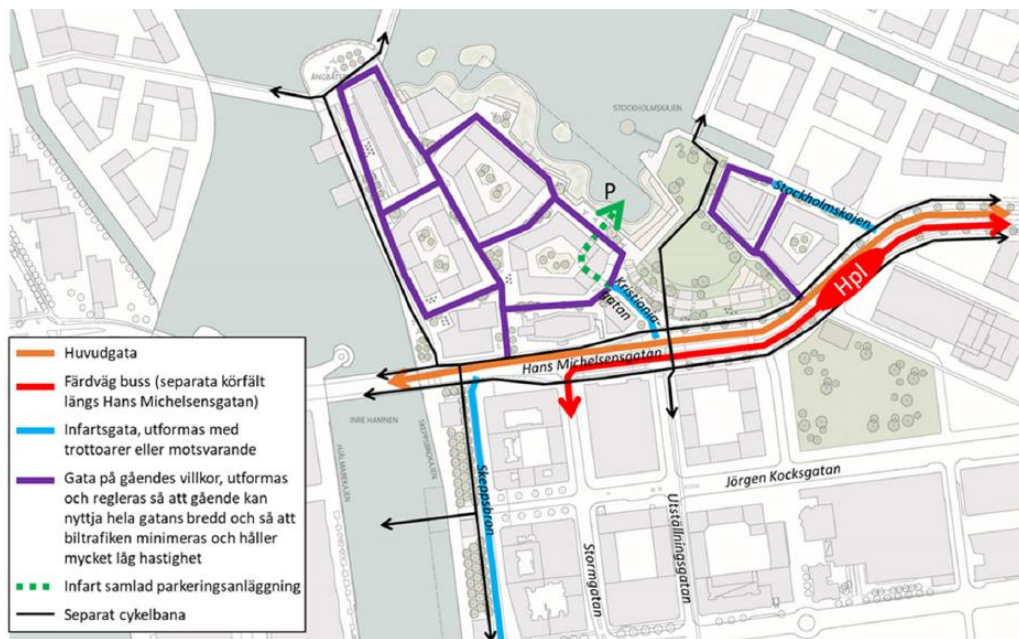 STOCKHOLMSKAJEN
P
Stockholmskajen
Kristiania-
gatan
Hpl
Hans Michelsensgatan
INRE HAMNEN
SKEPPSBROKAJEN
HJÄLMAREKAJEN
Skeppsbron
Stormgatan
Utställningsgatan
Jörgen Kocksgatan
Huvudgata
Färdväg buss (separata körfält
längs Hans Michelsensgatan)
Infartsgata, utformas med
trottoarer eller motsvarande
Gata på gåendes villkor, utformas
och regleras så att gående kan
nyttja hela gatans bredd och så att
biltrafiken minimeras och håller
mycket låg hastighet
Infart samlad parkeringsanläggning
Separat cykelbana